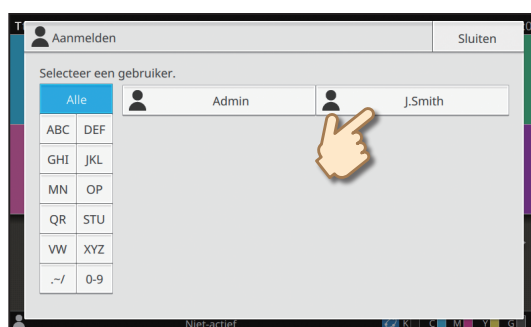 Aanmelden
Sluiten
Selecteer een gebruiker.
Alle
Admin
J.Smith
ABC
DEF
GHI
JKL
MN
OP
QR
STU
VW
XYZ
.~/
0-9
Niet-actief
K
C
M
Y